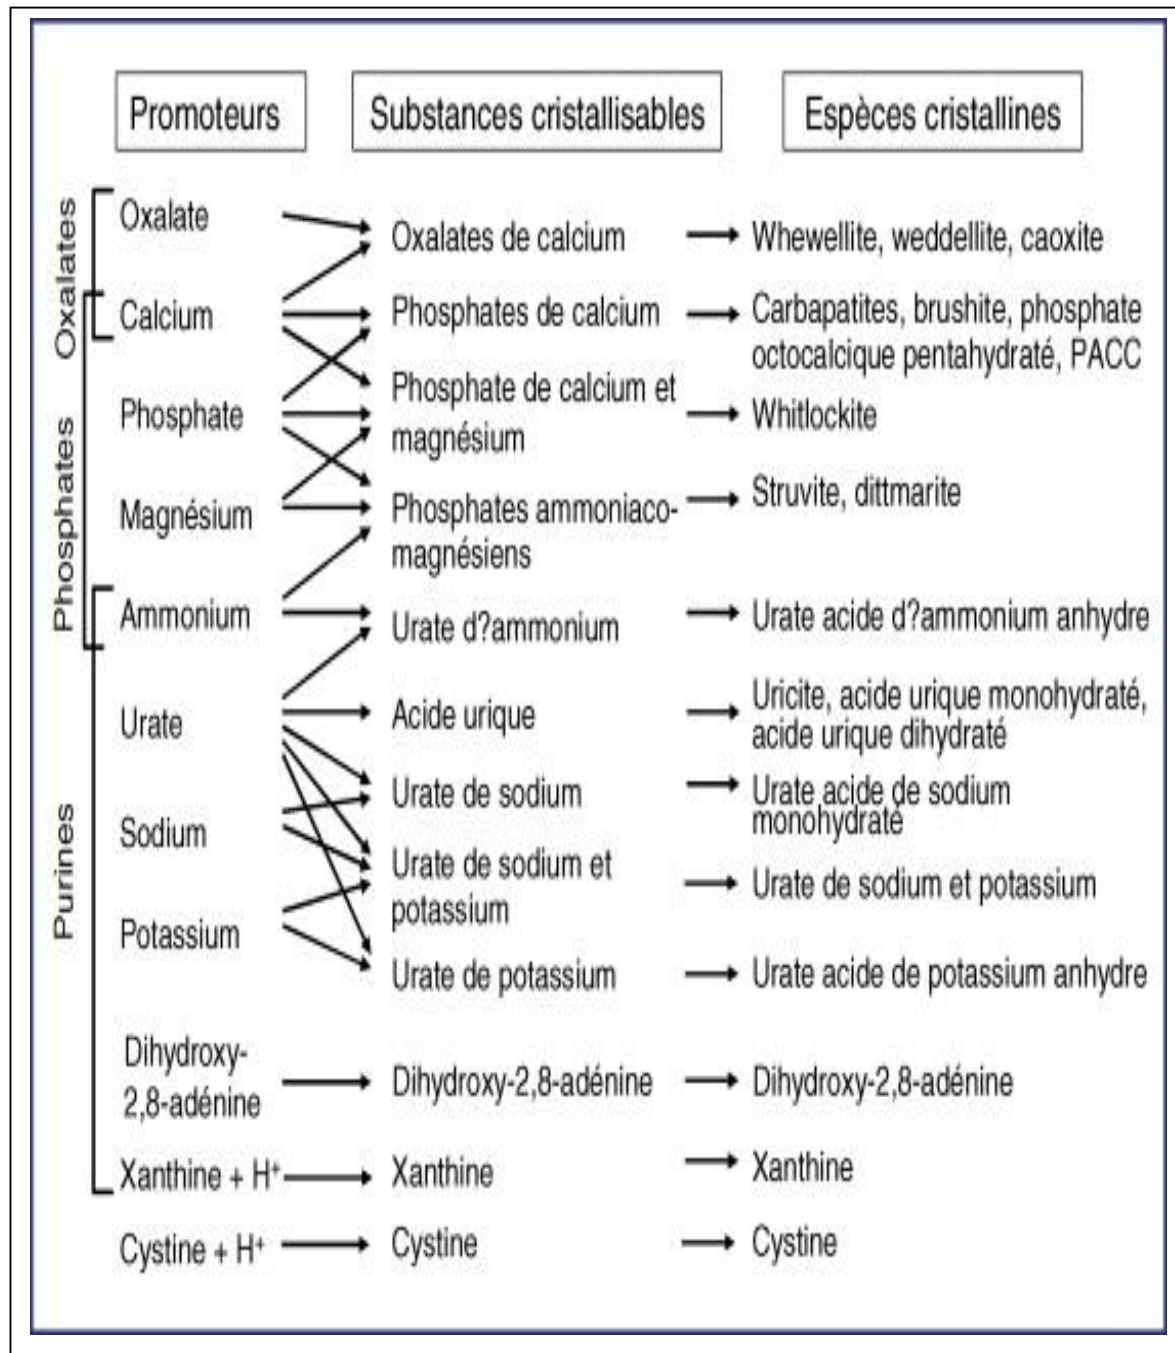 Promoteurs
Substances cristallisables
Espèces cristallines
Oxalates
Phosphates
Purines
Oxalate
Calcium
Phosphate
Magnésium
Ammonium
Urate
Sodium
Potassium
Dihydroxy-
2,8-adénine
Xanthine + H⁺
Cystine + H⁺
Oxalates de calcium
Phosphates de calcium
Phosphate de calcium et
magnésium
Phosphates ammoniaco-
magnésiens
Urate d?ammonium
Acide urique
Urate de sodium
Urate de sodium et
potassium
Urate de potassium
Dihydroxy-2,8-adénine
Xanthine
Cystine
Whewellite, weddellite, caoxite
Carbapatites, brushite, phosphate
octocalcique pentahydraté, PACC
Whitlockite
Struvite, dittmarite
Urate acide d?ammonium anhydre
Uricite, acide urique monohydraté,
acide urique dihydraté
Urate acide de sodium
monohydraté
Urate de sodium et potassium
Urate acide de potassium anhydre
Dihydroxy-2,8-adénine
Xanthine
Cystine